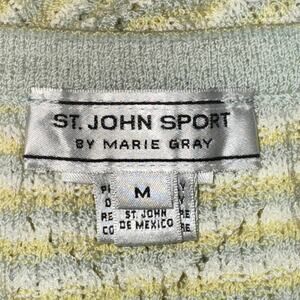 ST. JOHN SPORT
BY MARIE GRAY
M
ST. JOHN
DE MEXICO